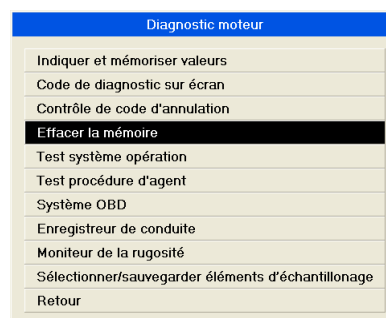 Diagnostic moteur
Indiquer et mémoriser valeurs
Code de diagnostic sur écran
Contrôle de code d'annulation
Effacer la mémoire
Test système opération
Test procédure d'agent
Système OBD
Enregistreur de conduite
Moniteur de la rugosité
Sélectionner/sauvegarder éléments d'échantillonage
Retour